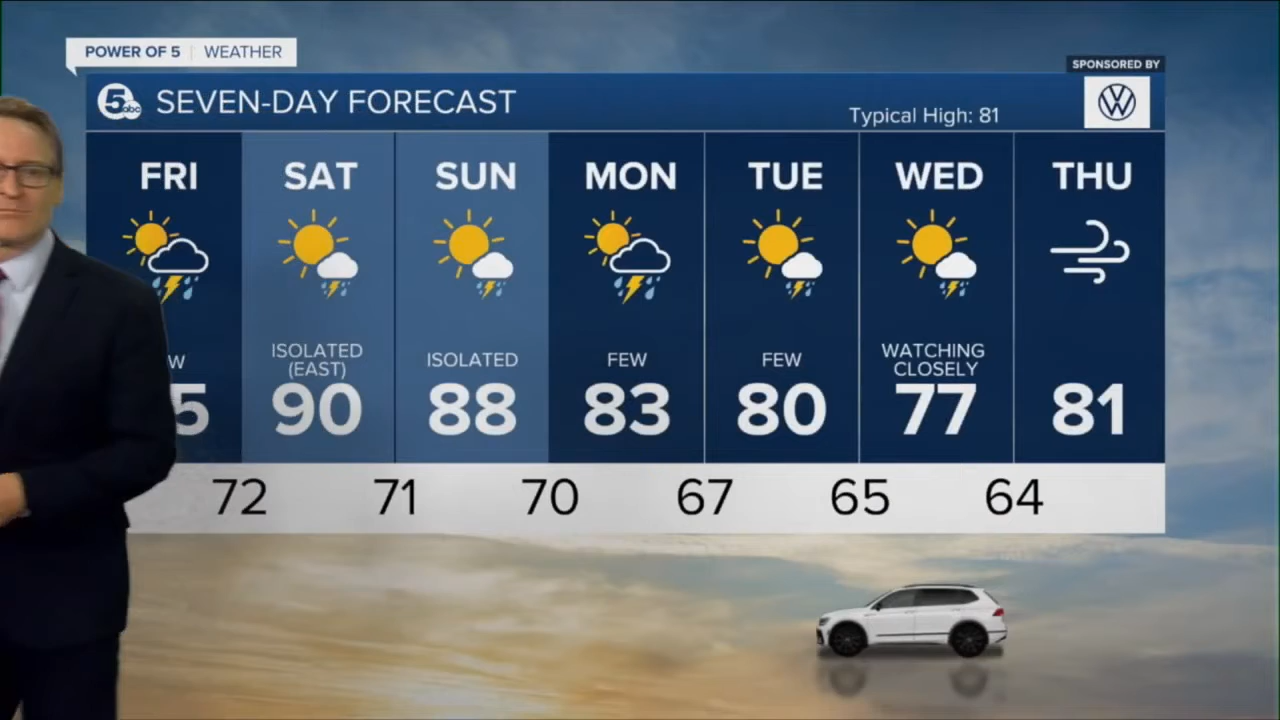 POWER OF 5 | WEATHER
SPONSORED BY
5 abc SEVEN-DAY FORECAST
Typical High: 81
FRI SAT SUN MON TUE WED THU
ISOLATED (EAST) ISOLATED FEW FEW WATCHING CLOSELY
90 88 83 80 77 81
72 71 70 67 65 64